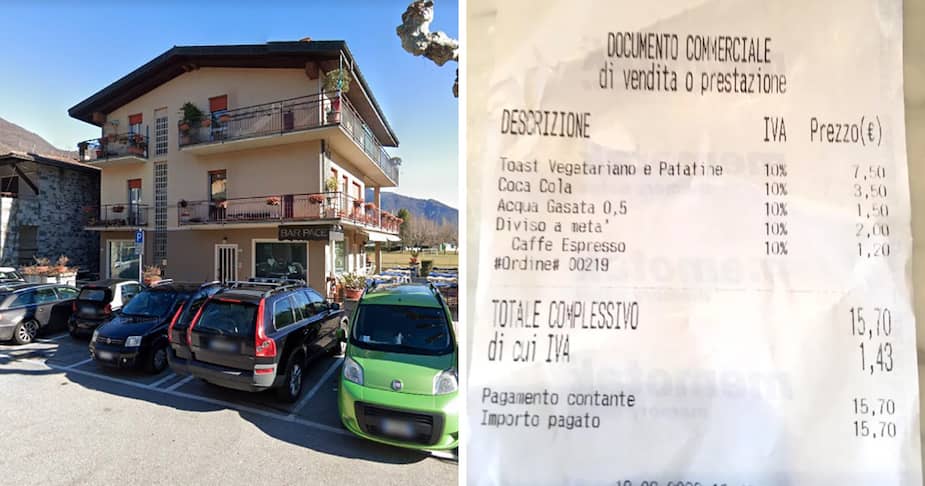 BAR PACE
P
DOCUMENTO COMMERCIALE
di vendita o prestazione
DESCRIZIONE IVA Prezzo(€)
Toast Vegetariano e Patatine 10% 7,50
Coca Cola 10% 3,50
Acqua Gasata 0,5 10% 1,50
Diviso a meta' 10% 2,00
Caffe Espresso 10% 1,20
#Ordine# 00219
TOTALE COMPLESSIVO 15,70
di cui IVA 1,43
Pagamento contante 15,70
Importo pagato 15,70